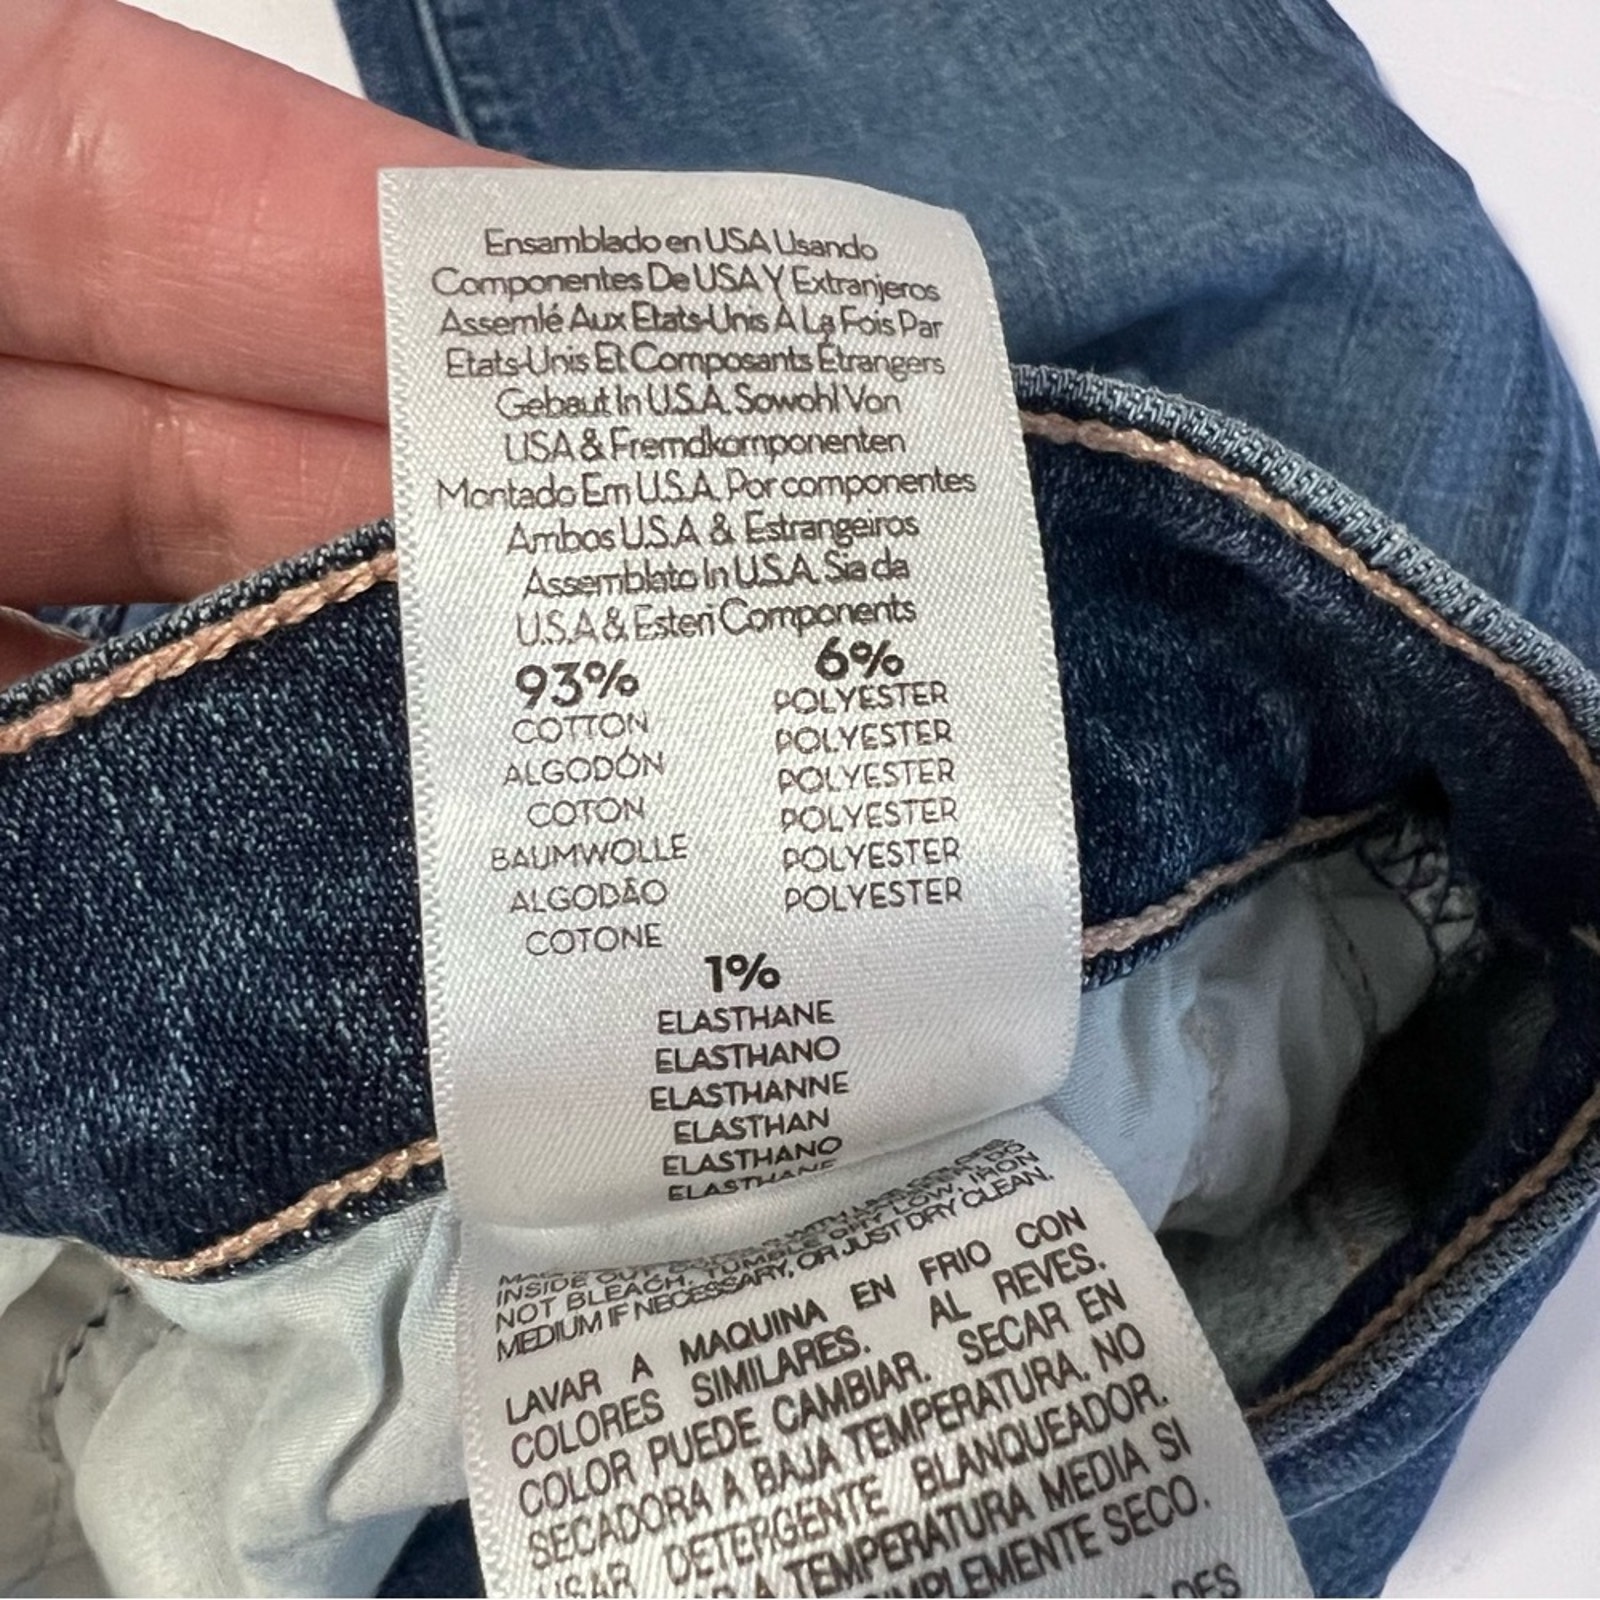 Ensamblado en USA Usando
Componentes De USA Y Extranjeros
Assemlé Aux Etats-Unis À La Fois Par
Etats-Unis Et Composants Étrangers
Gebaut In U.S.A. Sowohl Von
USA & Fremdkomponenten
Montado Em U.S.A. Por componentes
Ambos U.S.A & Estrangeiros
Assemblato In U.S.A. Sia da
U.S.A & Esteri Components
93% 6%
COTTON POLYESTER
ALGODÓN POLYESTER
COTON POLYESTER
BAUMWOLLE POLYESTER
ALGODÃO POLYESTER
COTONE POLYESTER
1%
ELASTHANE
ELASTHANO
ELASTHANNE
ELASTHAN
ELASTHANO
ELASTHANE
INSIDE OUT DO
NOT BLEACH. TUMBLE DRY LOW, IRON
MEDIUM IF NECESSARY, OR JUST DRY CLEAN.
LAVAR A MAQUINA EN FRIO CON
COLORES SIMILARES. AL REVES.
COLOR PUEDE CAMBIAR. SECAR EN
SECADORA A BAJA TEMPERATURA. NO
USAR DETERGENTE BLANQUEADOR.
A TEMPERATURA MEDIA SI
SECO.